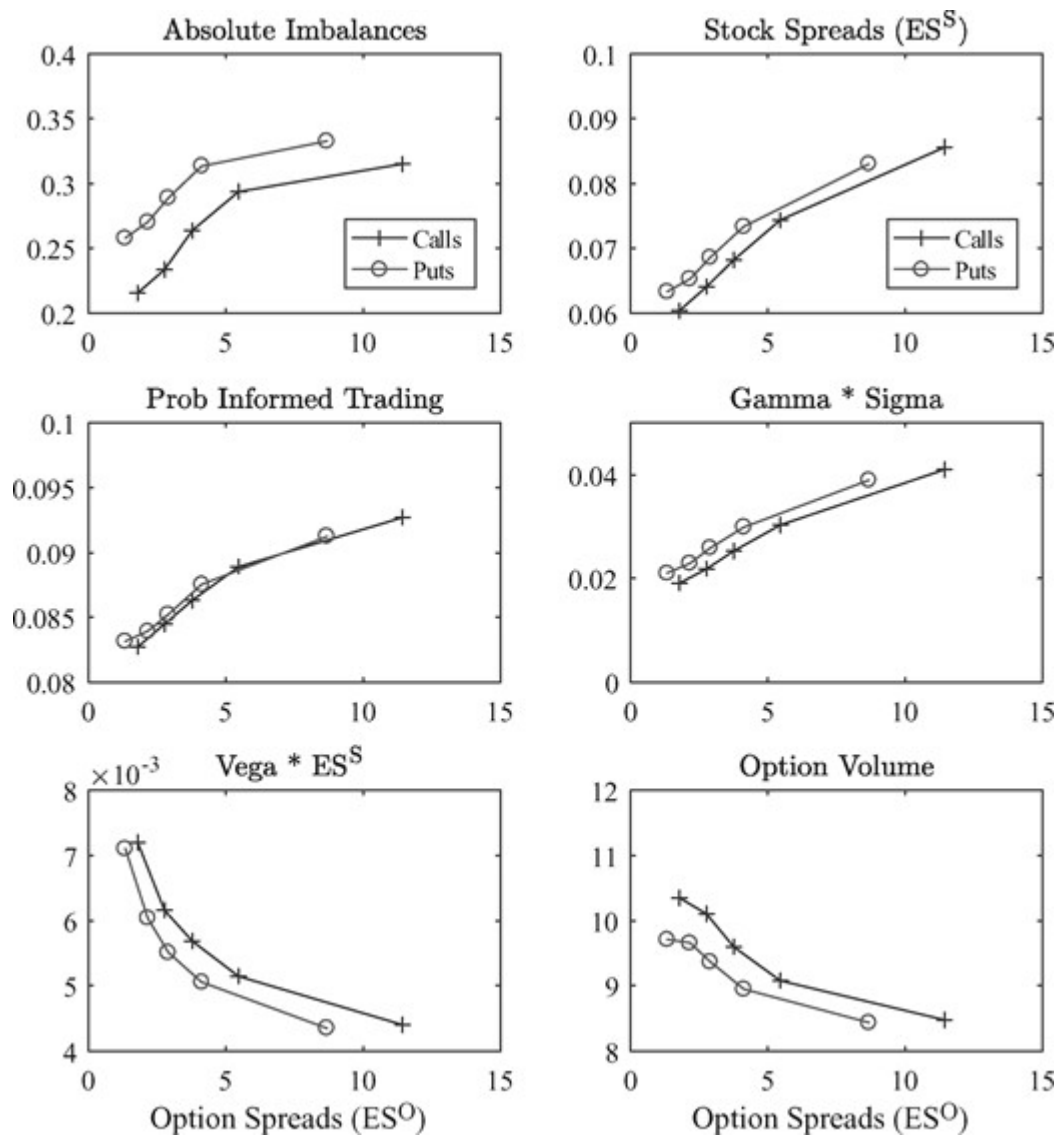 Absolute Imbalances
0.4
0.35
0.3
0.25
0.2
Calls
Puts
0 5 10 15
Stock Spreads (ES^S)
0.1
0.09
0.08
0.07
0.06
Calls
Puts
0 5 10 15
Prob Informed Trading
0.1
0.095
0.09
0.085
0.08
0 5 10 15
Gamma * Sigma
0.04
0.02
0
0 5 10 15
Vega * ES^S
×10^-3
8
7
6
5
4
0 5 10 15
Option Spreads (ES^O)
Option Volume
12
11
10
9
8
0 5 10 15
Option Spreads (ES^O)